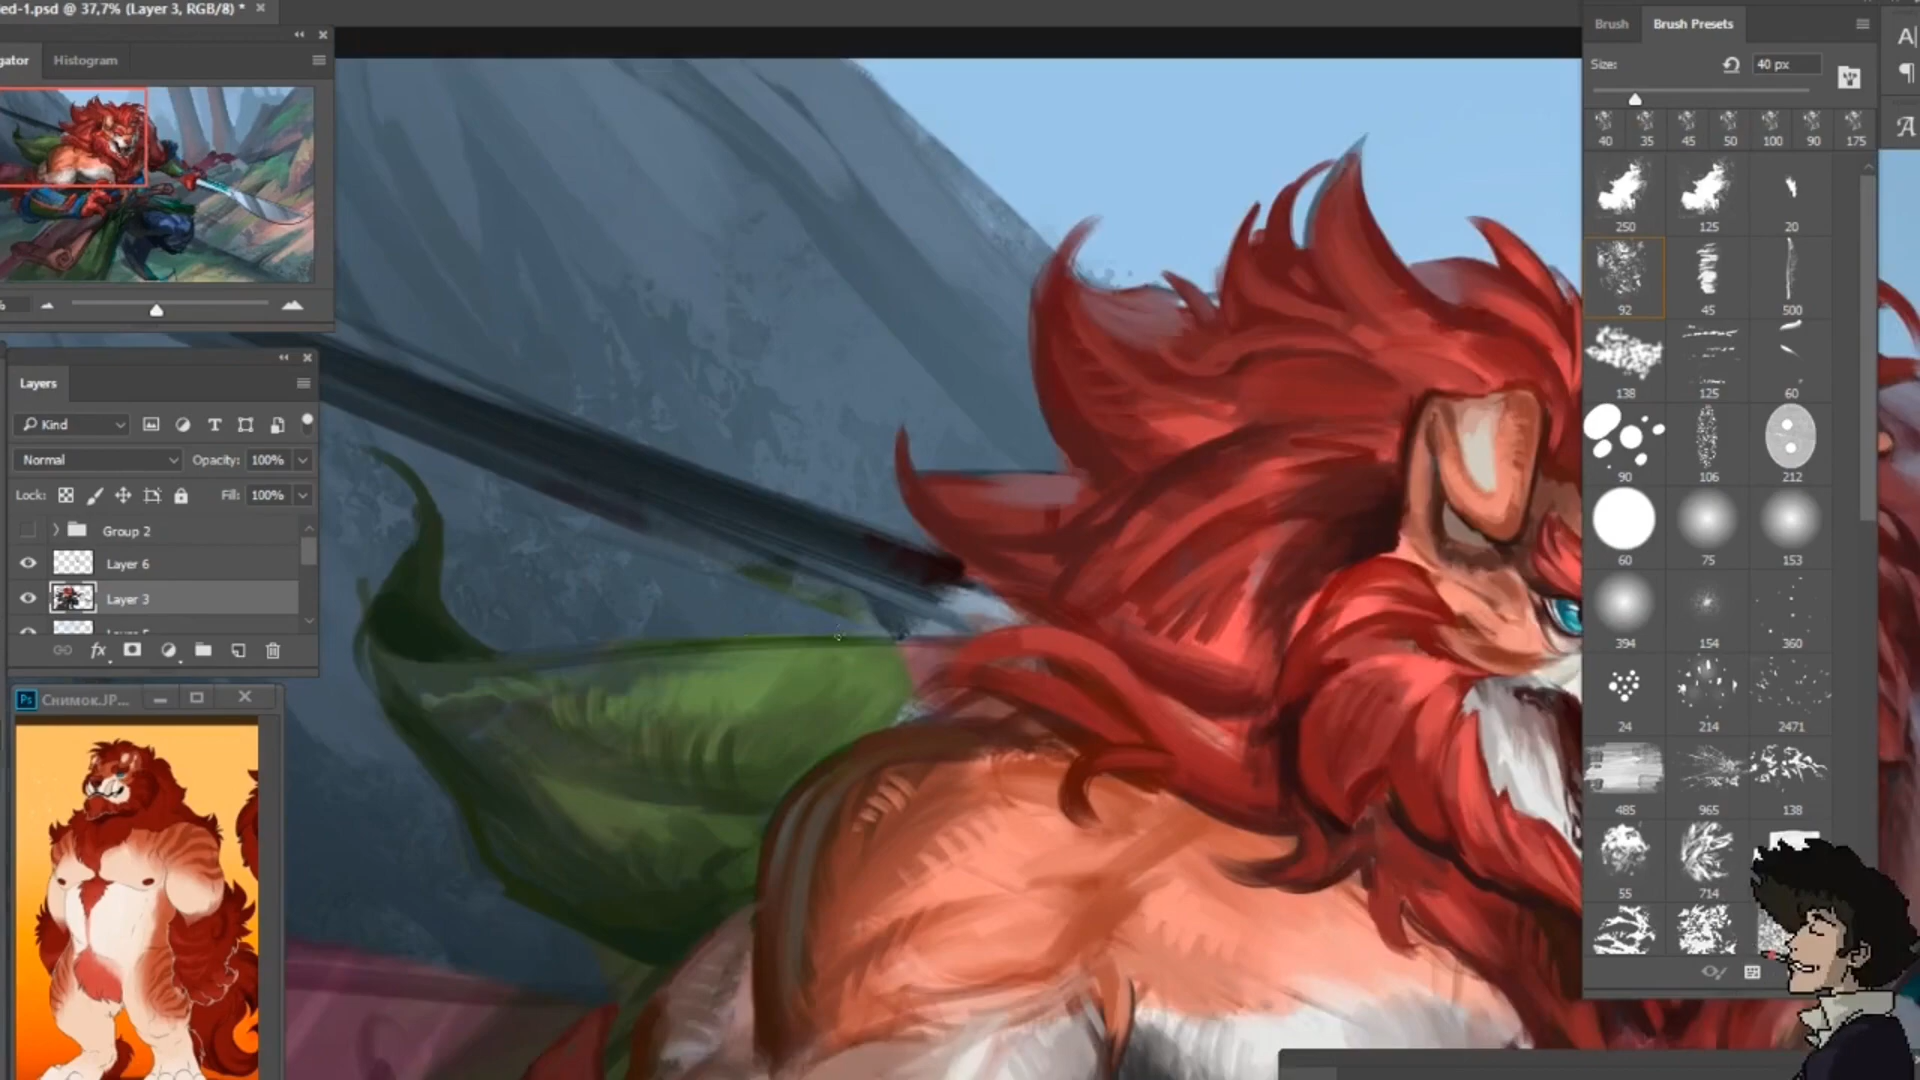 ed-1.psd @ 37,7% (Layer 3, RGB/8) *
gator Histogram
Layers
Kind
Normal Opacity: 100%
Lock: Fill: 100%
Group 2
Layer 6
Layer 3
fx
Ps Снимок.JP...
Brush Brush Presets
Size: 40 px
40 35 45 50 100 90 175
250 125 20
92 45 500
138 125 60
90 106 212
60 75 153
394 154 360
24 214 2471
485 965 138
55 714